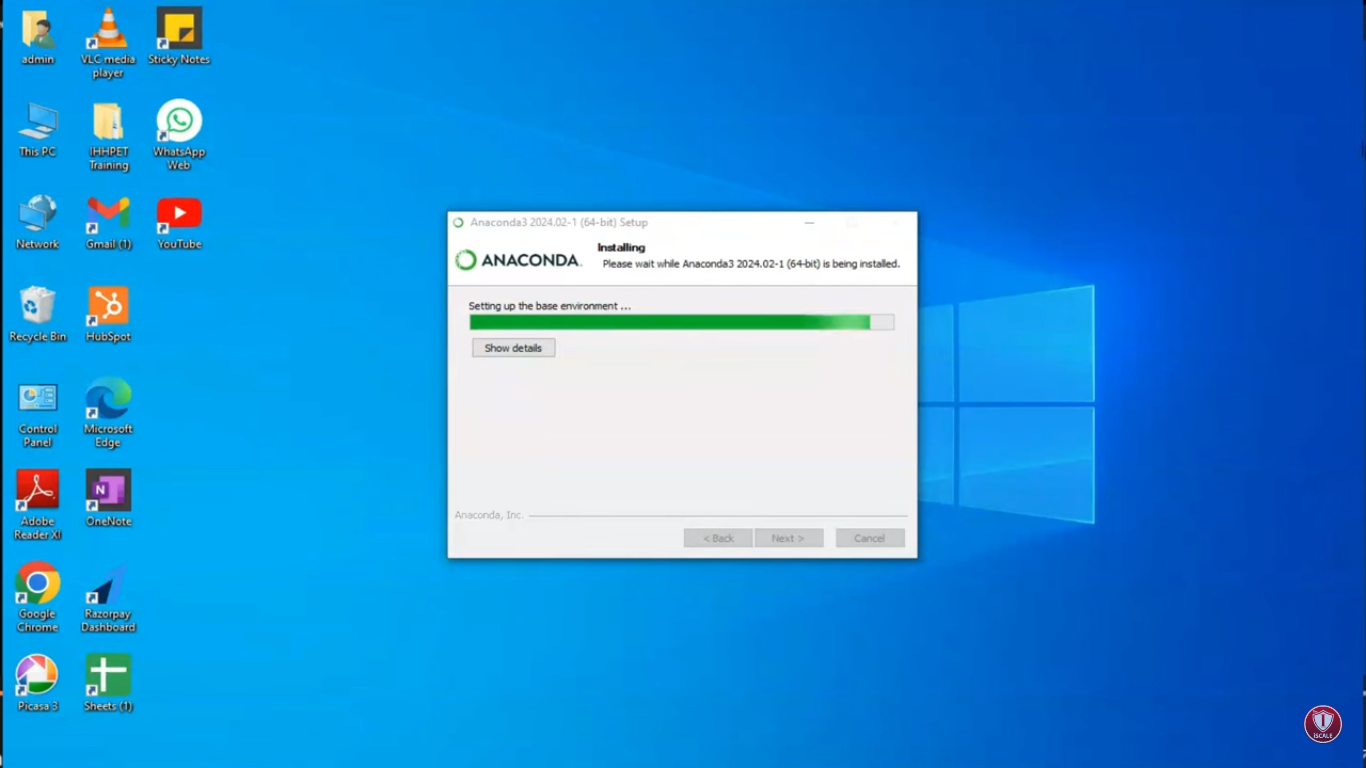 admin
VLC media
player
Sticky Notes
This PC
IHHPET
Training
WhatsApp
Web
Network
Gmail (1)
YouTube
Recycle Bin
HubSpot
Control
Panel
Microsoft
Edge
Adobe
Reader XI
OneNote
Google
Chrome
Razorpay
Dashboard
Picasa 3
Sheets (1)
Anaconda3 2024.02-1 (64-bit) Setup
ANACONDA.
Installing
Please wait while Anaconda3 2024.02-1 (64-bit) is being installed.
Setting up the base environment ...
Show details
Anaconda, Inc.
< Back
Next >
Cancel
ISCALE